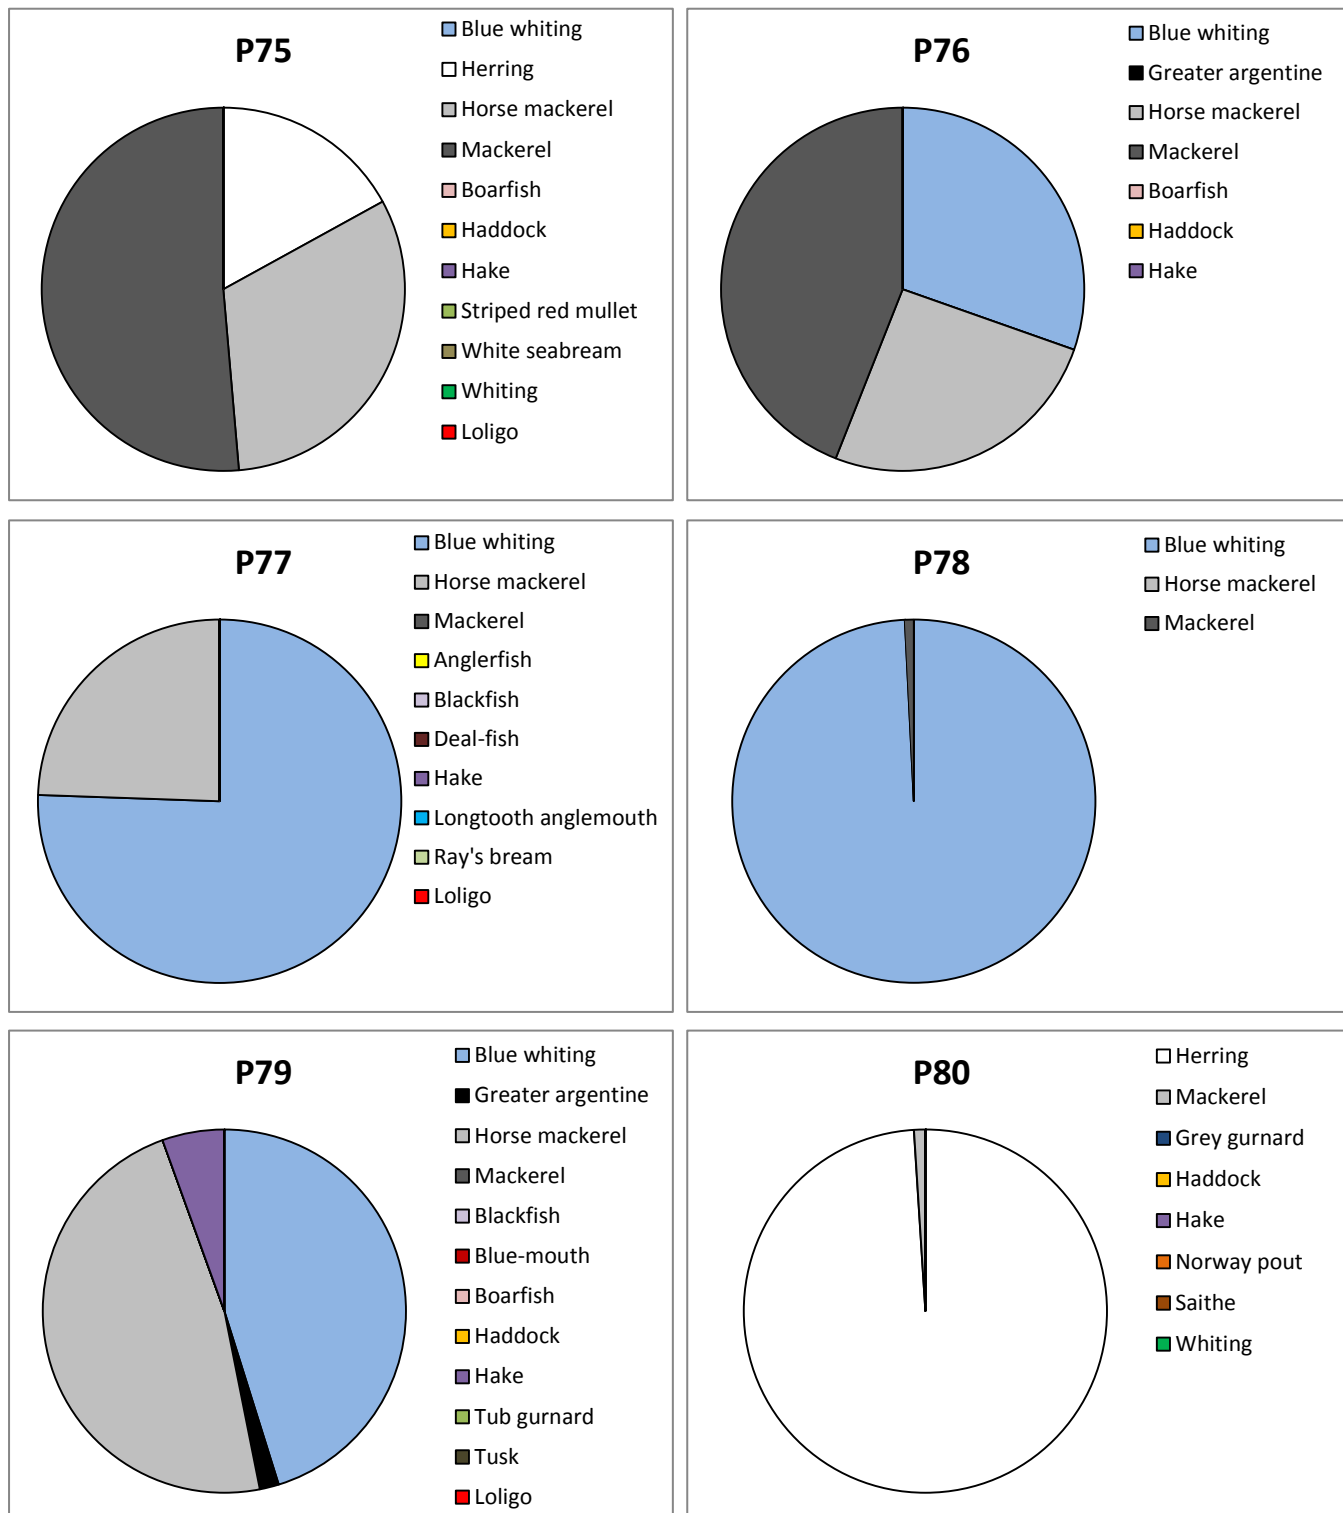 P75
Blue whiting
Herring
Horse mackerel
Mackerel
Boarfish
Haddock
Hake
Striped red mullet
White seabream
Whiting
Loligo
P76
Blue whiting
Greater argentine
Horse mackerel
Mackerel
Boarfish
Haddock
Hake
P77
Blue whiting
Horse mackerel
Mackerel
Anglerfish
Blackfish
Deal-fish
Hake
Longtooth anglemouth
Ray's bream
Loligo
P78
Blue whiting
Horse mackerel
Mackerel
P79
Blue whiting
Greater argentine
Horse mackerel
Mackerel
Blackfish
Blue-mouth
Boarfish
Haddock
Hake
Tub gurnard
Tusk
Loligo
P80
Herring
Mackerel
Grey gurnard
Haddock
Hake
Norway pout
Saithe
Whiting